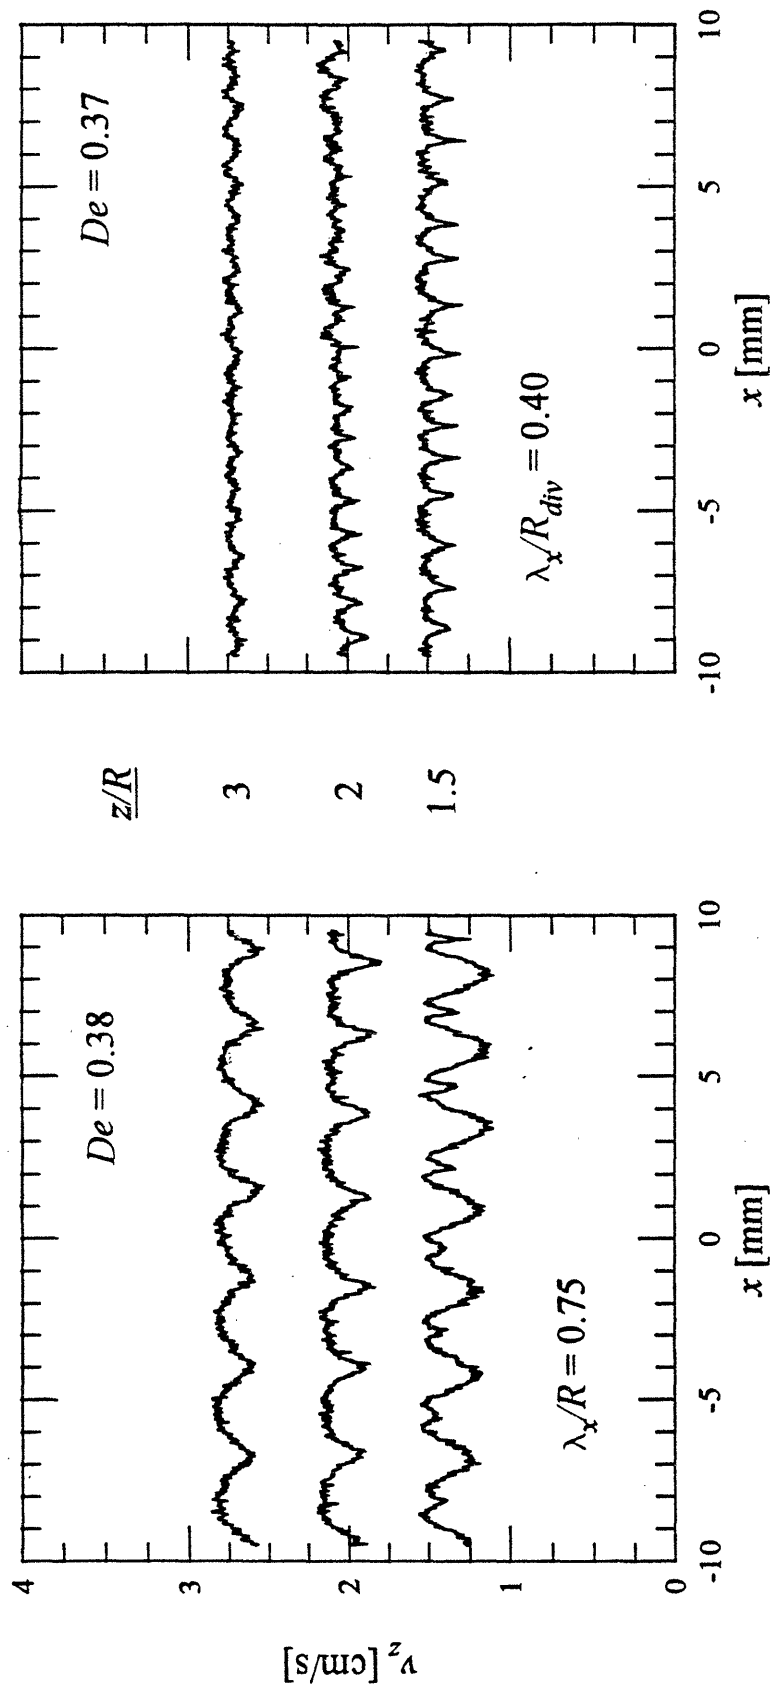 De = 0.38
z/R
De = 0.37
4
3
3
2
2
1.5
1
λx/R = 0.75
λx/Rdiv = 0.40
0
-10
-5
0
5
10
-10
-5
0
5
10
vz [cm/s]
x [mm]
x [mm]